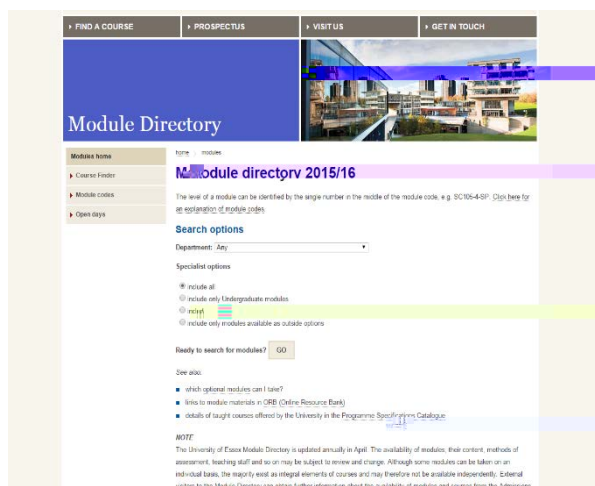 FIND A COURSE
PROSPECTUS
VISIT US
GET IN TOUCH
Module Directory
Modules home
Course Finder
Module codes
Open days
home
modules
odule directory 2015/16
The level of a module can be identified by the single number in the middle of the module code, e.g. SC105-4-SP. Click here for
an explanation of module codes.
Search options
Department: Any
Specialist options
include all
include only Undergraduate modules
include only modules available as outside options
Ready to search for modules? GO
See also:
which optional modules can I take?
links to module materials in ORB (Online Resource Bank)
details of taught courses offered by the University in the Programme Specifications Catalogue
NOTE
The University of Essex Module Directory is updated annually in April. The availability of modules, their content, methods of
assessment, teaching staff and so on may be subject to review and change. Although some modules can be taken on an
individual basis, the majority exist as integral elements of courses and may therefore not be available independently. External
visitors to the Module Directory can obtain further information about the availability of modules and courses from the Admissions